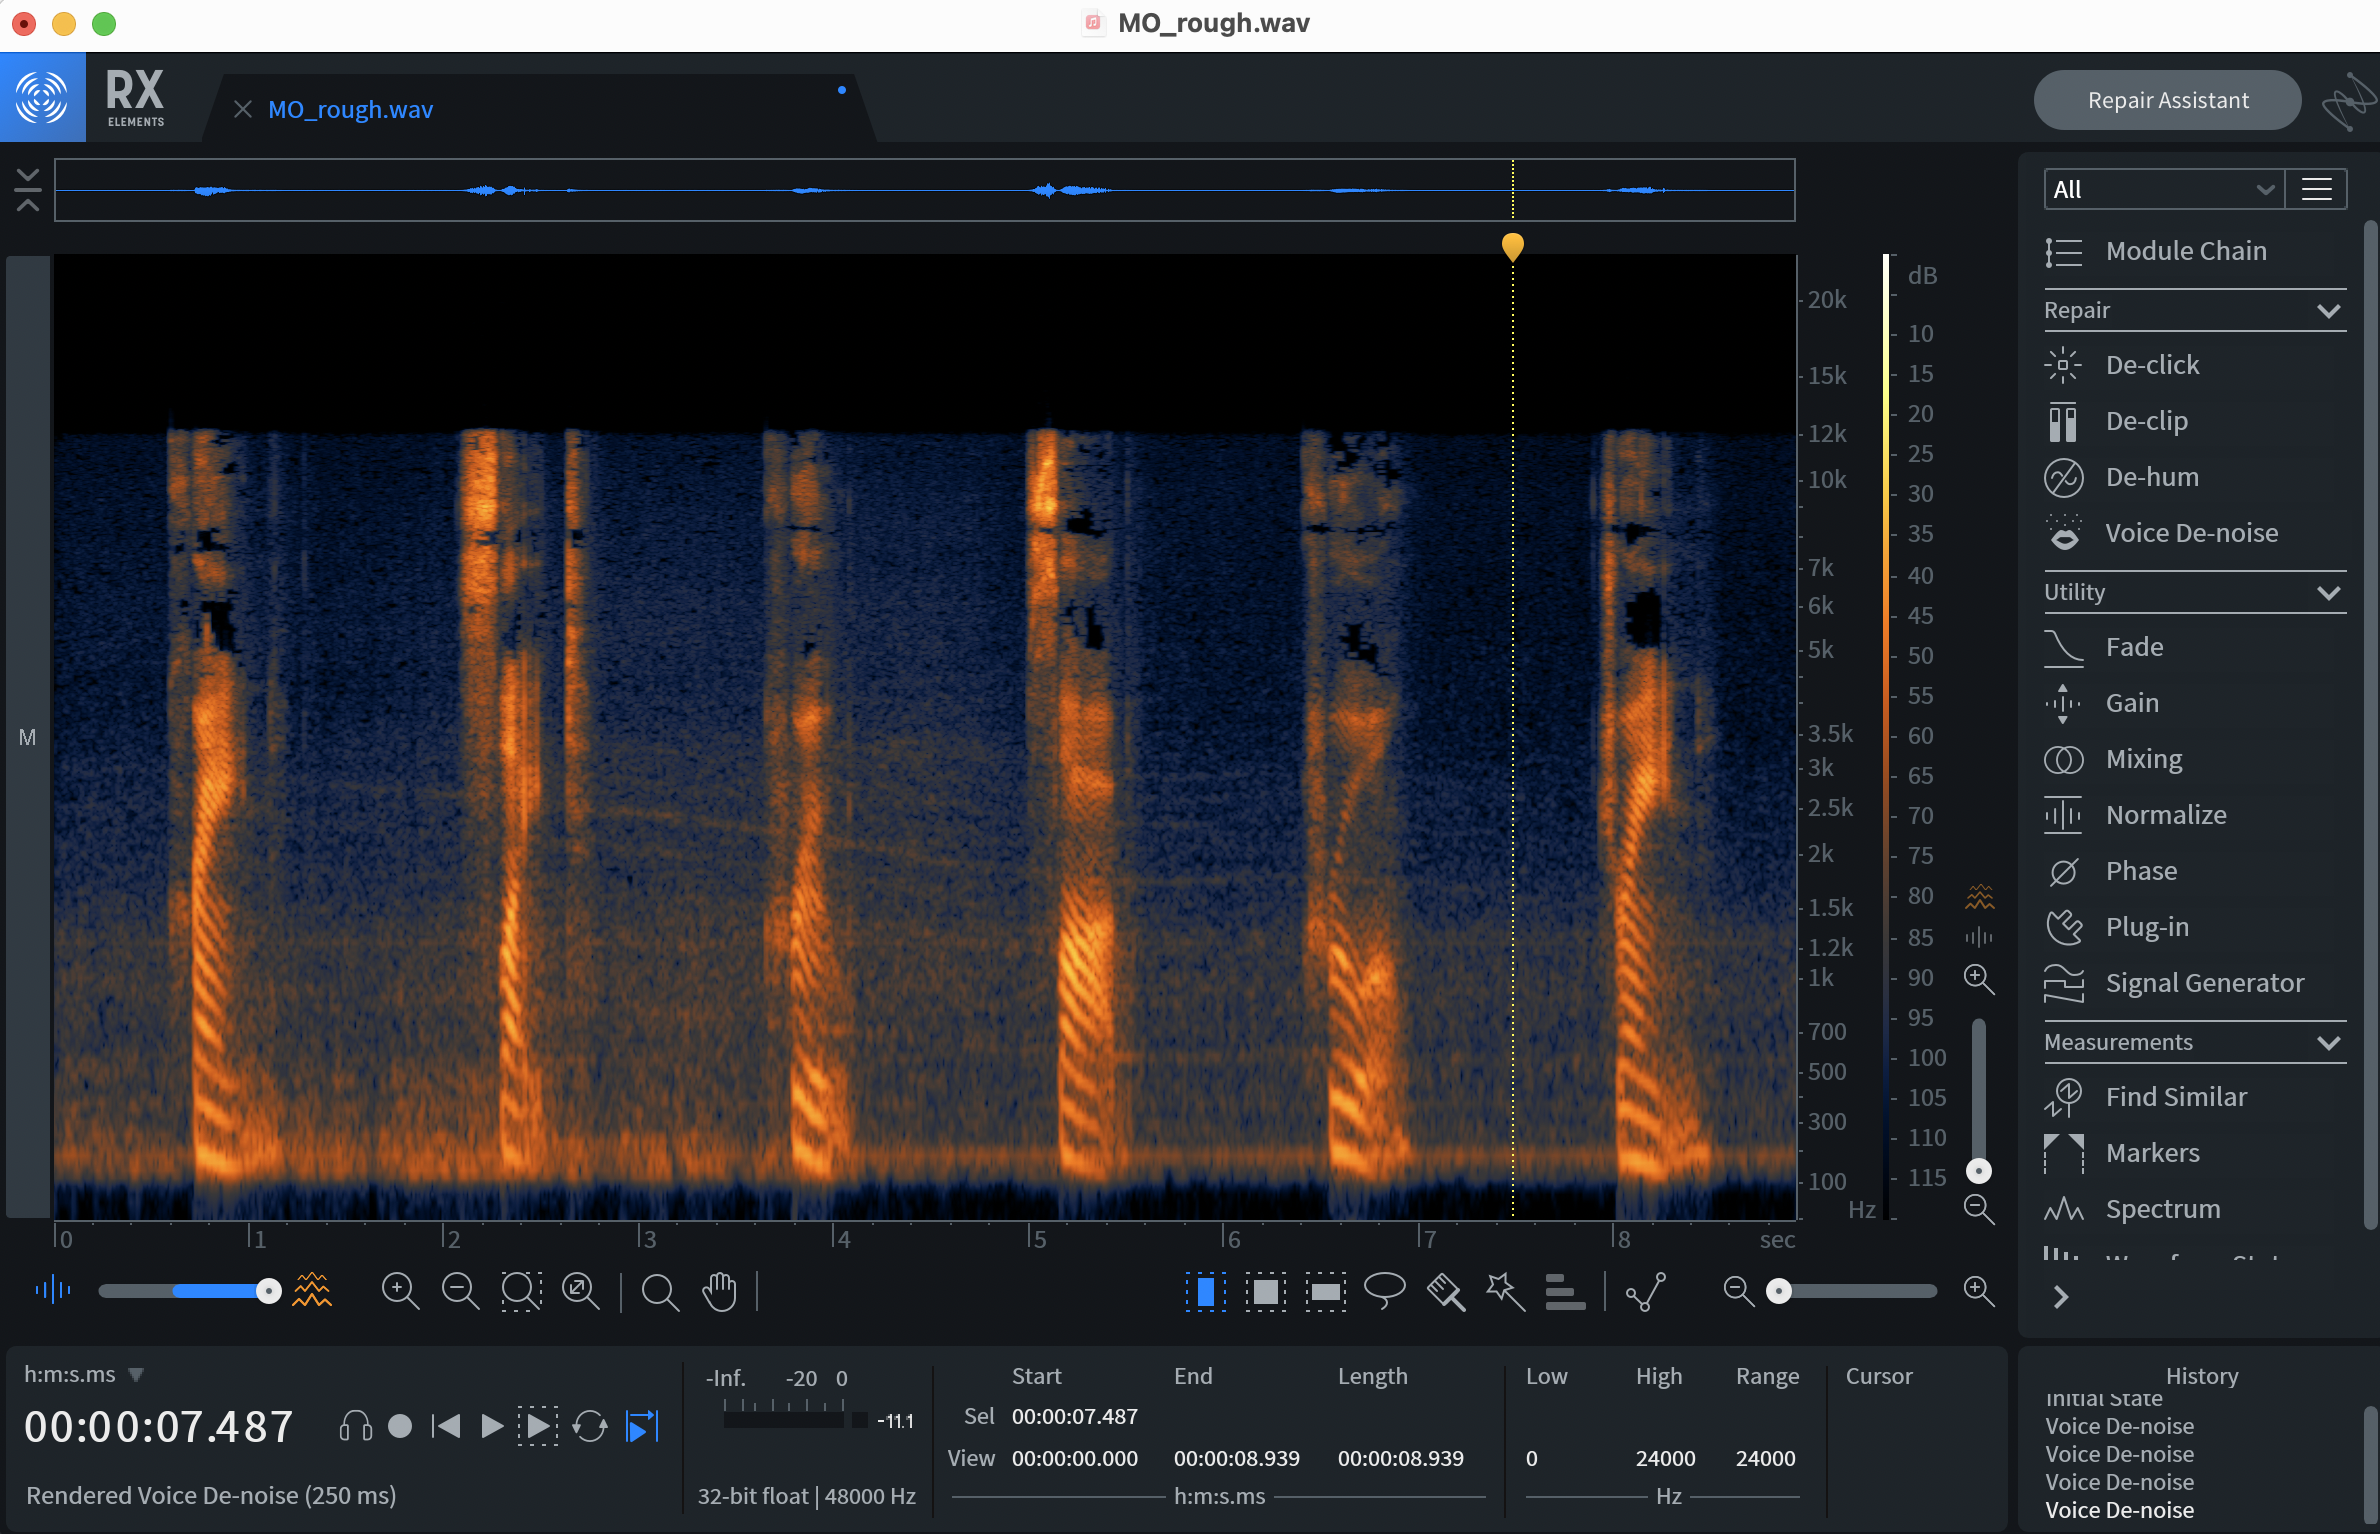 MO_rough.wav
RX
ELEMENTS
MO_rough.wav
Repair Assistant
All
Module Chain
Repair
De-click
De-clip
De-hum
Voice De-noise
Utility
Fade
Gain
Mixing
Normalize
Phase
Plug-in
Signal Generator
Measurements
Find Similar
Markers
Spectrum
M
20k
15k
12k
10k
7k
6k
5k
3.5k
3k
2.5k
2k
1.5k
1.2k
1k
700
500
300
100
Hz
dB
10
15
20
25
30
35
40
45
50
55
60
65
70
75
80
85
90
95
100
105
110
115
0 1 2 3 4 5 6 7 8 sec
h:m:s.ms
00:00:07.487
Rendered Voice De-noise (250 ms)
-Inf. -20 0
-11.1
32-bit float | 48000 Hz
Start End Length
Sel 00:00:07.487
View 00:00:00.000 00:00:08.939 00:00:08.939
h:m:s.ms
Low High Range
0 24000 24000
Hz
Cursor
History
Initial State
Voice De-noise
Voice De-noise
Voice De-noise
Voice De-noise